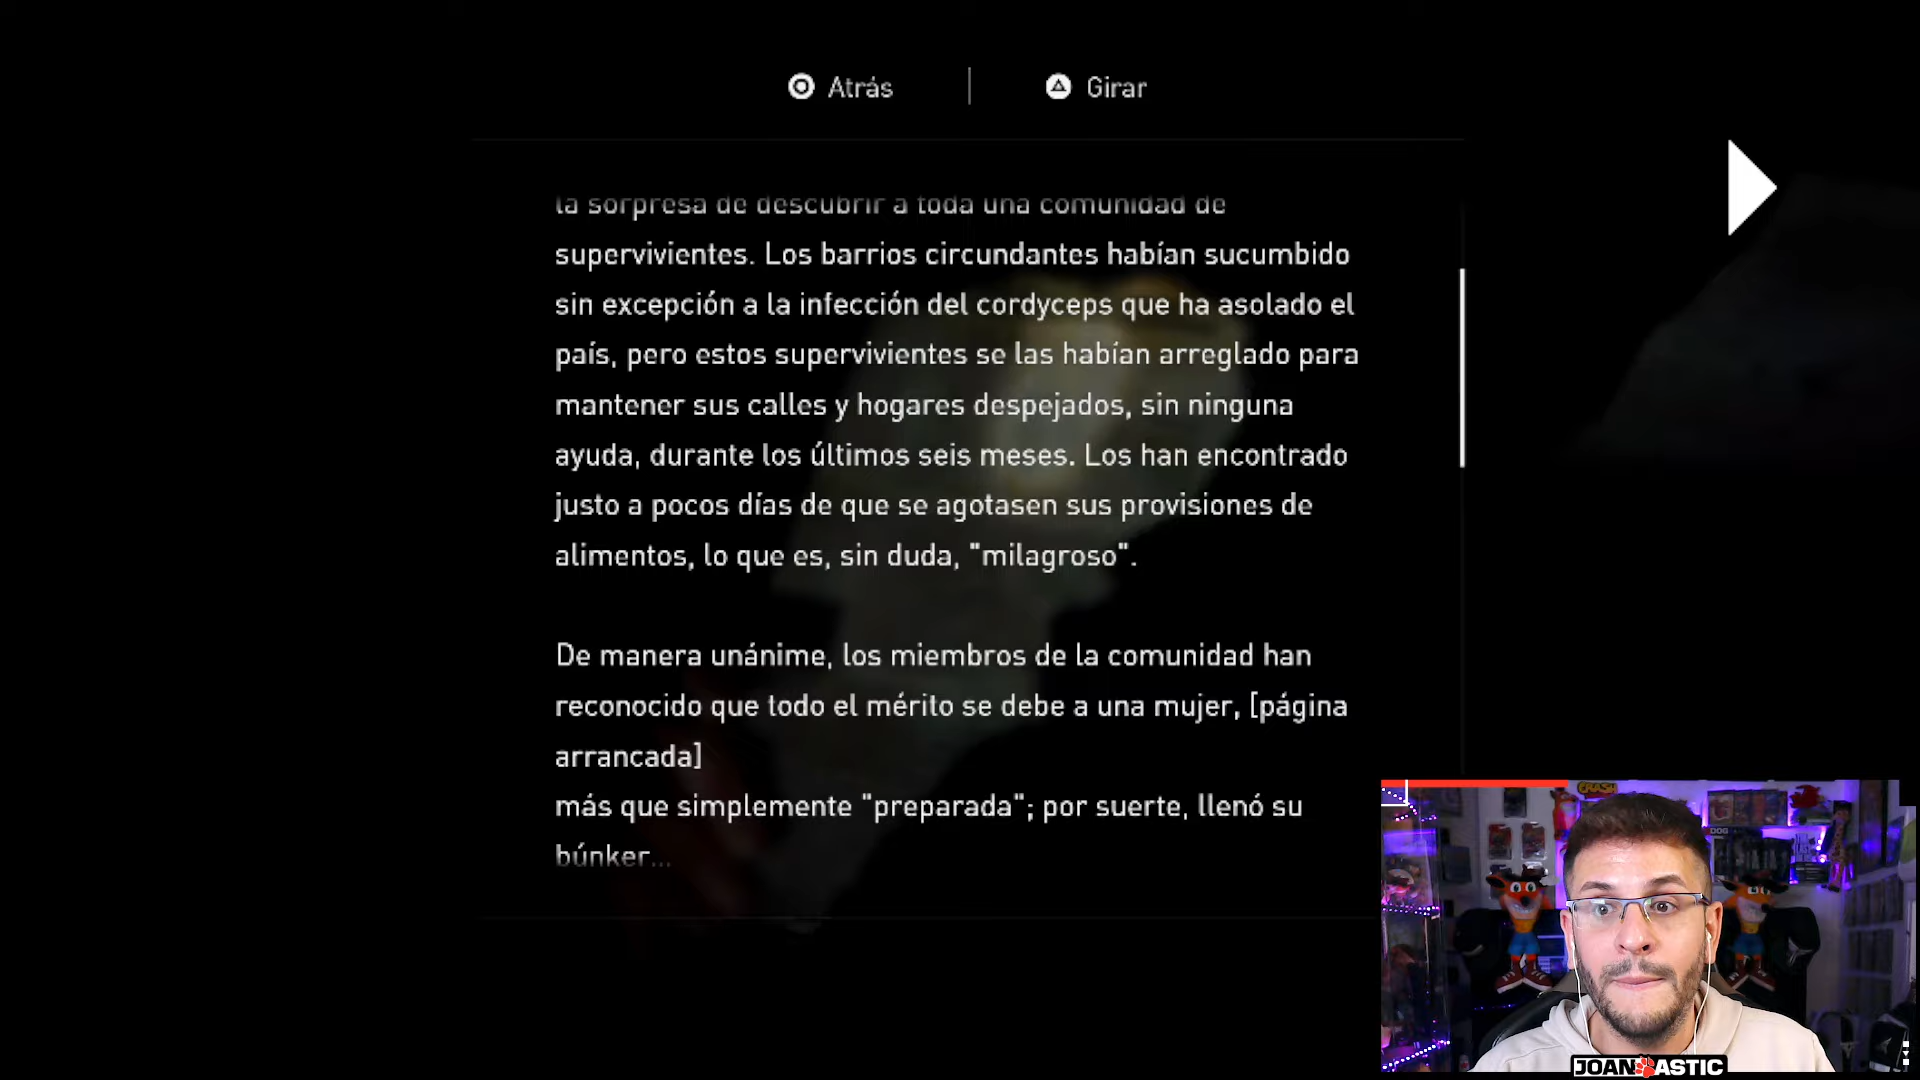 Atrás
Girar
la sorpresa de descubrir a toda una comunidad de
supervivientes. Los barrios circundantes habían sucumbido
sin excepción a la infección del cordyceps que ha asolado el
país, pero estos supervivientes se las habían arreglado para
mantener sus calles y hogares despejados, sin ninguna
ayuda, durante los últimos seis meses. Los han encontrado
justo a pocos días de que se agotasen sus provisiones de
alimentos, lo que es, sin duda, "milagroso".
De manera unánime, los miembros de la comunidad han
reconocido que todo el mérito se debe a una mujer, [página
arrancada]
más que simplemente "preparada"; por suerte, llenó su
búnker...
CRASH
JOAN ASTIC